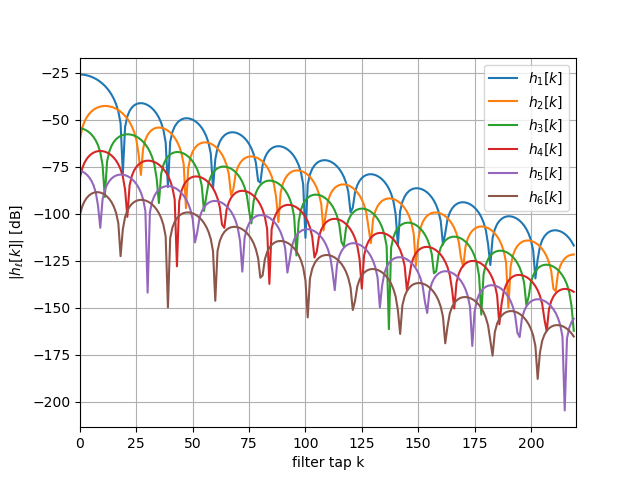 h₁[k]
h₂[k]
h₃[k]
h₄[k]
h₅[k]
h₆[k]
|hₗ[k]| [dB]
−25
−50
−75
−100
−125
−150
−175
−200
0 25 50 75 100 125 150 175 200
filter tap k